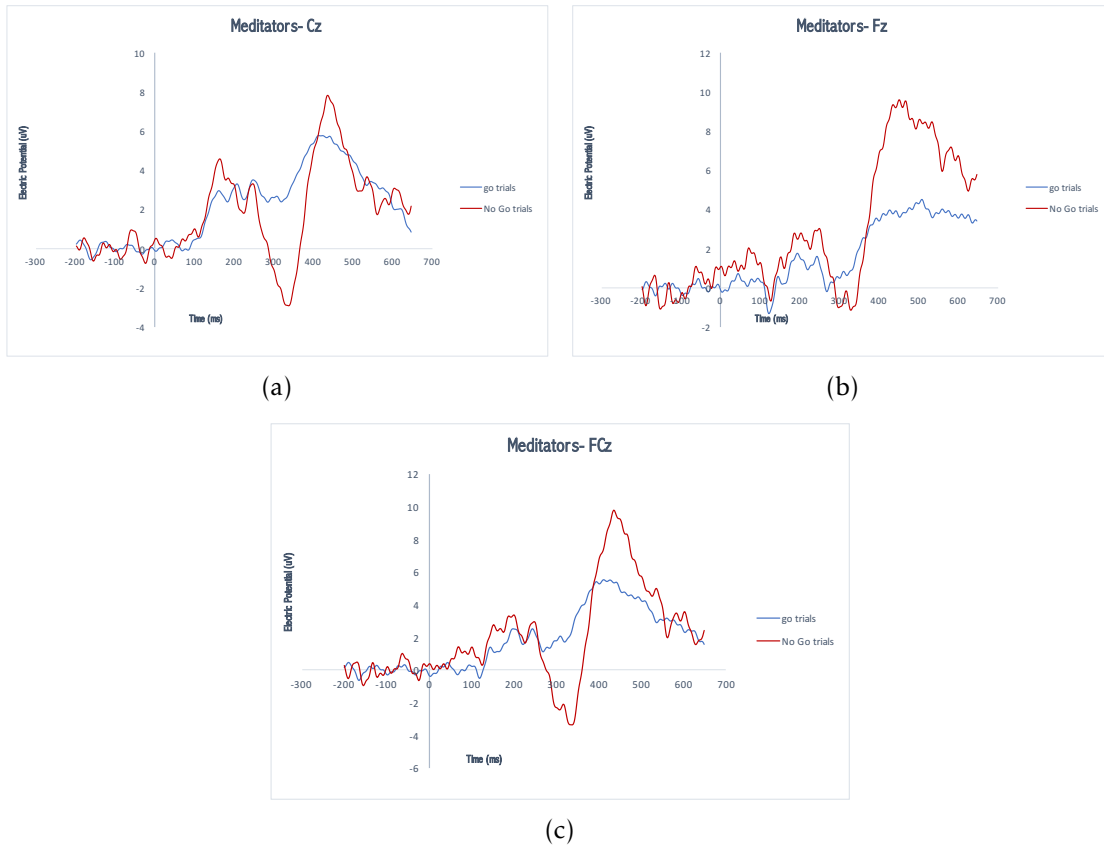 Meditators- Cz
10
8
6
4
2
0
-2
-4
-300 -200 -100 0 100 200 300 400 500 600 700
Electric Potential (uV)
Time (ms)
go trials
No Go trials
(a)
Meditators- Fz
12
10
8
6
4
2
0
-2
-300 -200 -100 0 100 200 300 400 500 600 700
Electric Potential (uV)
Time (ms)
go trials
No Go trials
(b)
Meditators- FCz
12
10
8
6
4
2
0
-2
-4
-6
-300 -200 -100 0 100 200 300 400 500 600 700
Electric Potential (uV)
Time (ms)
go trials
No Go trials
(c)